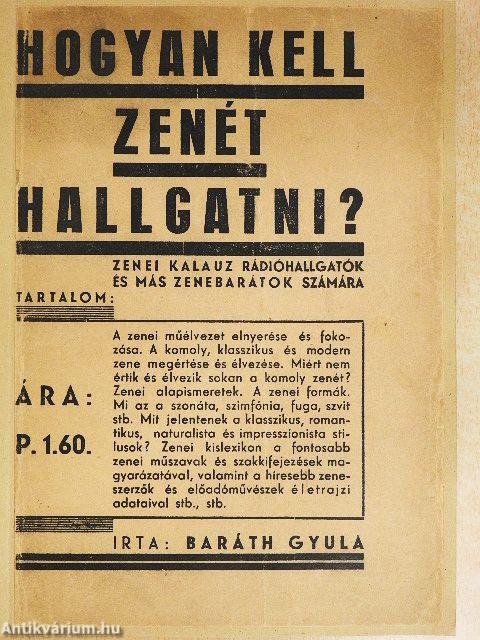 HOGYAN KELL
ZENÉT
HALLGATNI?
ZENEI KALAUZ RÁDIÓHALLGATÓK
ÉS MÁS ZENEBARÁTOK SZÁMÁRA
TARTALOM:
A zenei műélvezet elnyerése és foko-
zása. A komoly, klasszikus és modern
zene megértése és élvezése. Miért nem
értik és élvezik sokan a komoly zenét?
Zenei alapismeretek. A zenei formák.
Mi az a szonáta, szimfónia, fuga, szvit
stb. Mit jelentenek a klasszikus, roman-
tikus, naturalista és impresszionista stí-
lusok? Zenei kislexikon a fontosabb
zenei műszavak és szakkifejezések ma-
gyarázatával, valamint a híresebb zene-
szerzők és előadóművészek életrajzi
adataival stb., stb.
ÁRA:
P. 1.60.
IRTA: BARÁTH GYULA
Antikvárium.hu